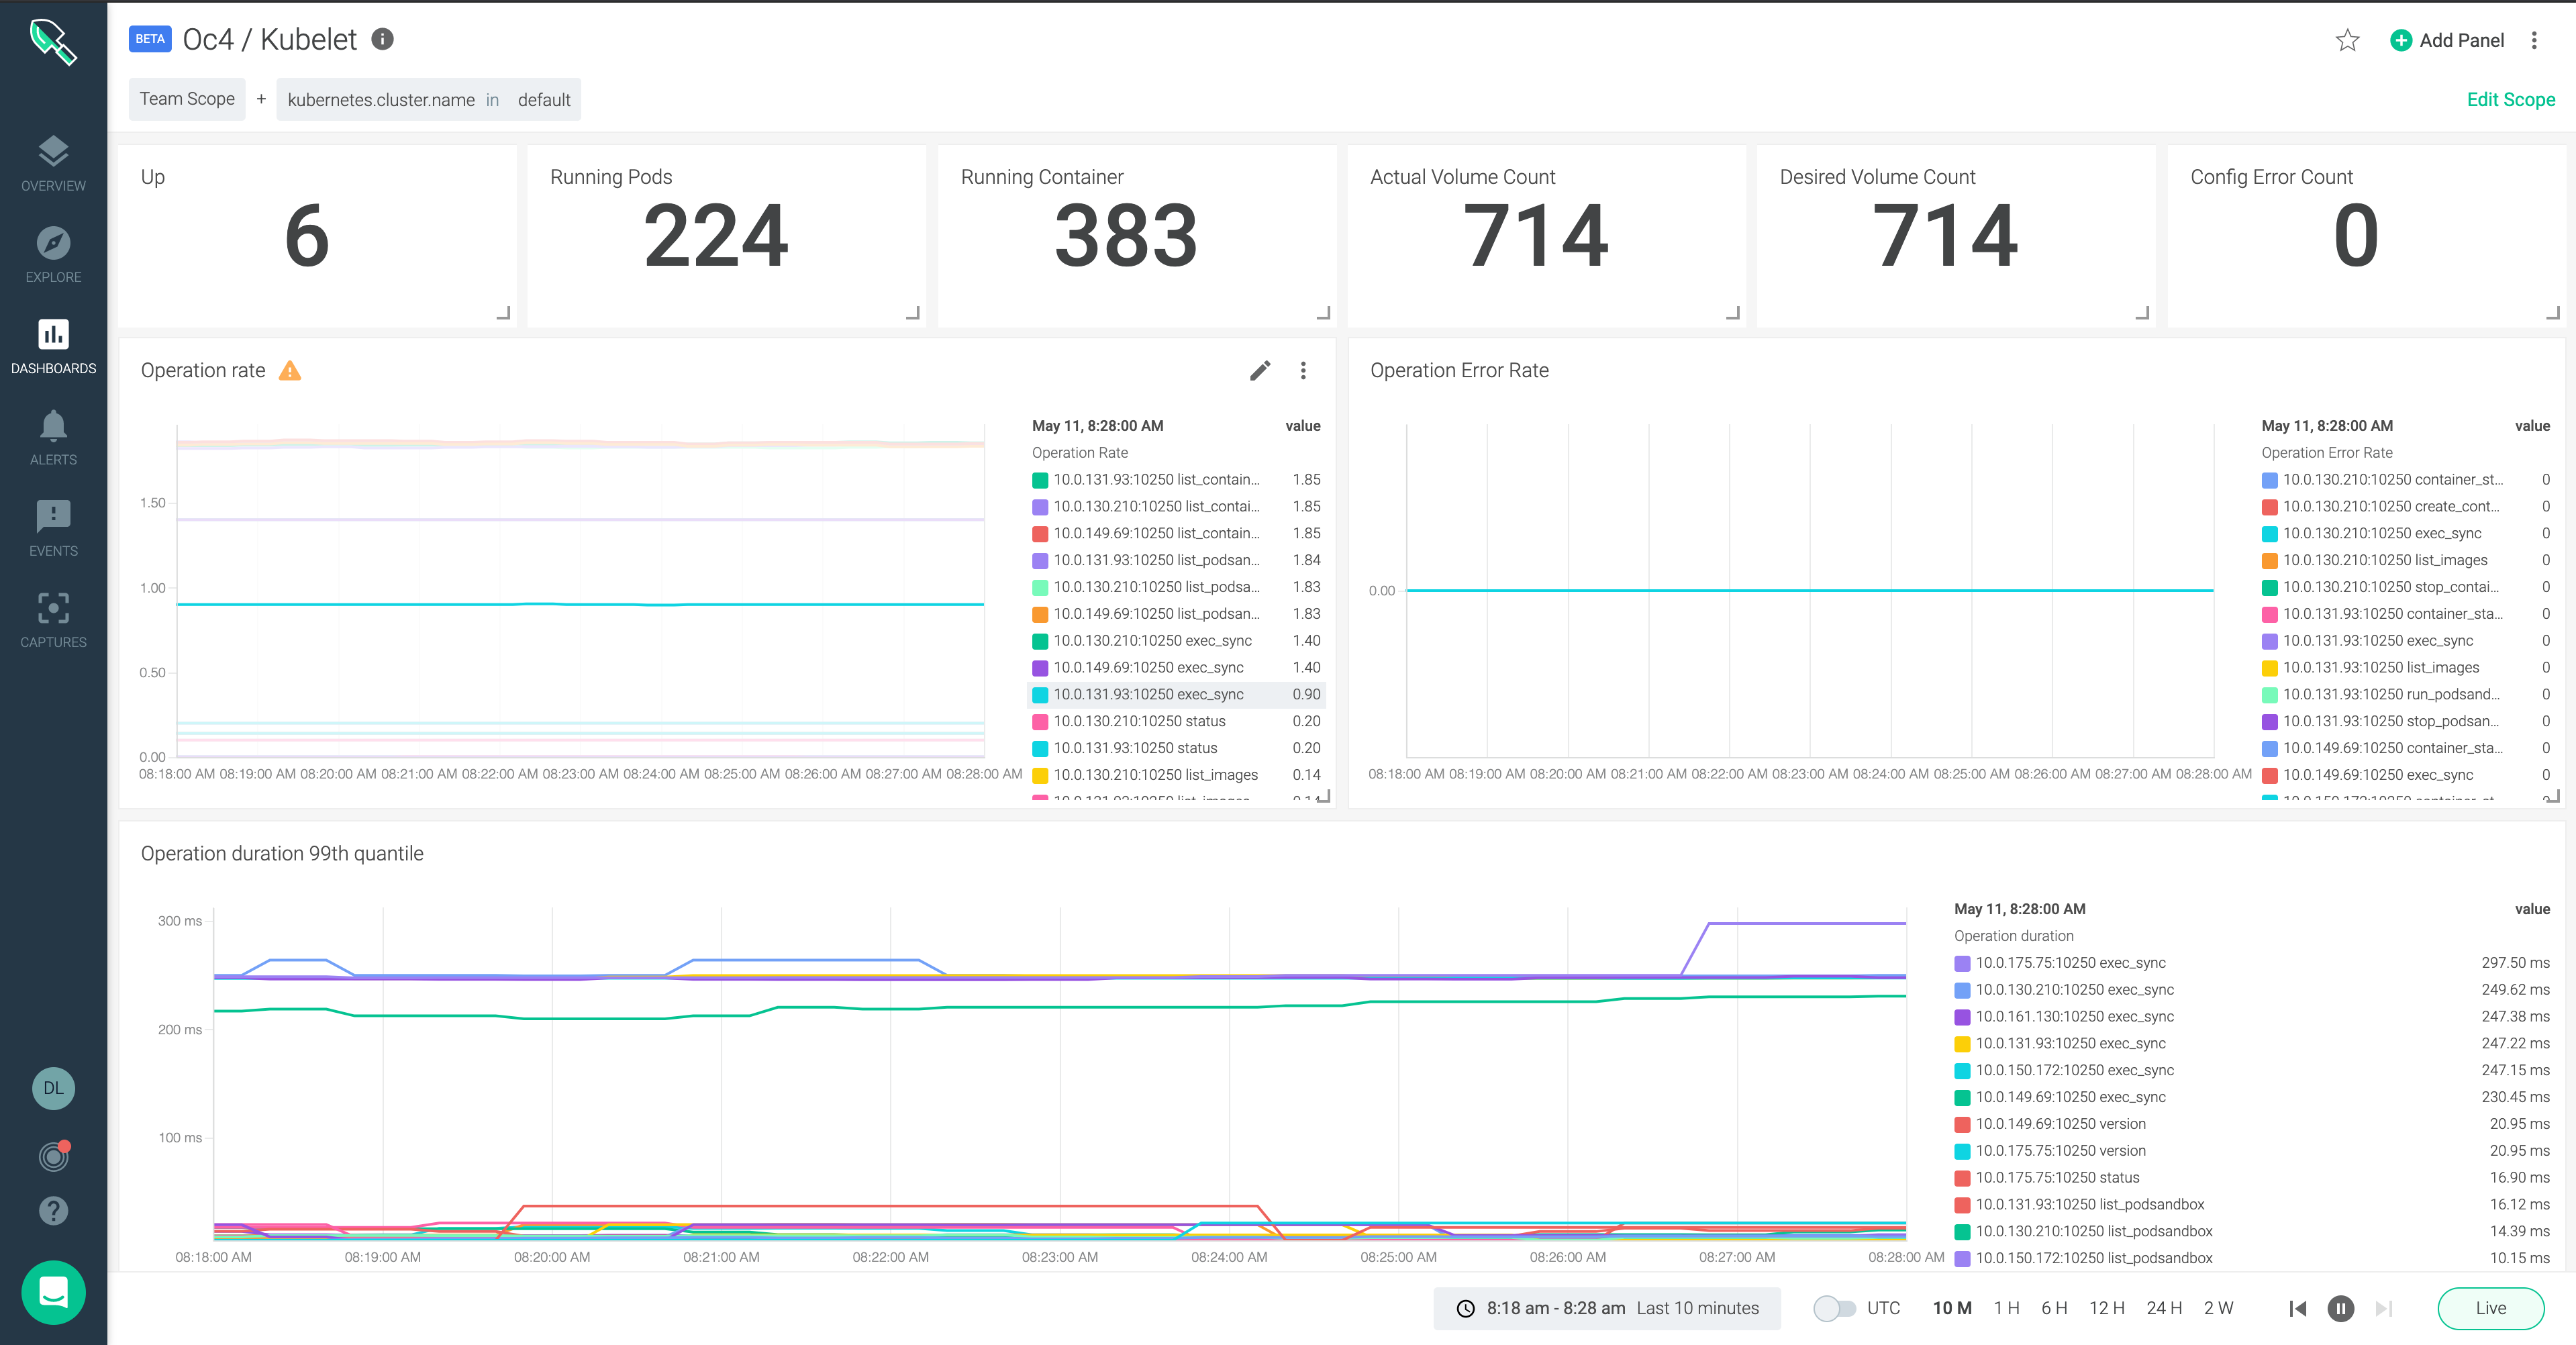 BETA Oc4 / Kubelet
Add Panel
Team Scope + kubernetes.cluster.name in default
Edit Scope
OVERVIEW
EXPLORE
DASHBOARDS
ALERTS
EVENTS
CAPTURES
DL
Up
6
Running Pods
224
Running Container
383
Actual Volume Count
714
Desired Volume Count
714
Config Error Count
0
Operation rate
1.50
1.00
0.50
0.00
08:18:00 AM 08:19:00 AM 08:20:00 AM 08:21:00 AM 08:22:00 AM 08:23:00 AM 08:24:00 AM 08:25:00 AM 08:26:00 AM 08:27:00 AM 08:28:00 AM
May 11, 8:28:00 AM value
Operation Rate
10.0.131.93:10250 list_contain... 1.85
10.0.130.210:10250 list_contai... 1.85
10.0.149.69:10250 list_contain... 1.85
10.0.131.93:10250 list_podsan... 1.84
10.0.130.210:10250 list_podsa... 1.83
10.0.149.69:10250 list_podsan... 1.83
10.0.130.210:10250 exec_sync 1.40
10.0.149.69:10250 exec_sync 1.40
10.0.131.93:10250 exec_sync 0.90
10.0.130.210:10250 status 0.20
10.0.131.93:10250 status 0.20
10.0.130.210:10250 list_images 0.14
Operation Error Rate
0.00
08:18:00 AM 08:19:00 AM 08:20:00 AM 08:21:00 AM 08:22:00 AM 08:23:00 AM 08:24:00 AM 08:25:00 AM 08:26:00 AM 08:27:00 AM 08:28:00 AM
May 11, 8:28:00 AM value
Operation Error Rate
10.0.130.210:10250 container_st... 0
10.0.130.210:10250 create_cont... 0
10.0.130.210:10250 exec_sync 0
10.0.130.210:10250 list_images 0
10.0.130.210:10250 stop_contai... 0
10.0.131.93:10250 container_sta... 0
10.0.131.93:10250 exec_sync 0
10.0.131.93:10250 list_images 0
10.0.131.93:10250 run_podsand... 0
10.0.131.93:10250 stop_podsan... 0
10.0.149.69:10250 container_sta... 0
10.0.149.69:10250 exec_sync 0
Operation duration 99th quantile
300 ms
200 ms
100 ms
08:18:00 AM 08:19:00 AM 08:20:00 AM 08:21:00 AM 08:22:00 AM 08:23:00 AM 08:24:00 AM 08:25:00 AM 08:26:00 AM 08:27:00 AM 08:28:00 AM
May 11, 8:28:00 AM value
Operation duration
10.0.175.75:10250 exec_sync 297.50 ms
10.0.130.210:10250 exec_sync 249.62 ms
10.0.161.130:10250 exec_sync 247.38 ms
10.0.131.93:10250 exec_sync 247.22 ms
10.0.150.172:10250 exec_sync 247.15 ms
10.0.149.69:10250 exec_sync 230.45 ms
10.0.149.69:10250 version 20.95 ms
10.0.175.75:10250 version 20.95 ms
10.0.175.75:10250 status 16.90 ms
10.0.131.93:10250 list_podsandbox 16.12 ms
10.0.130.210:10250 list_podsandbox 14.39 ms
10.0.150.172:10250 list_podsandbox 10.15 ms
8:18 am - 8:28 am Last 10 minutes
UTC
10 M 1 H 6 H 12 H 24 H 2 W
Live